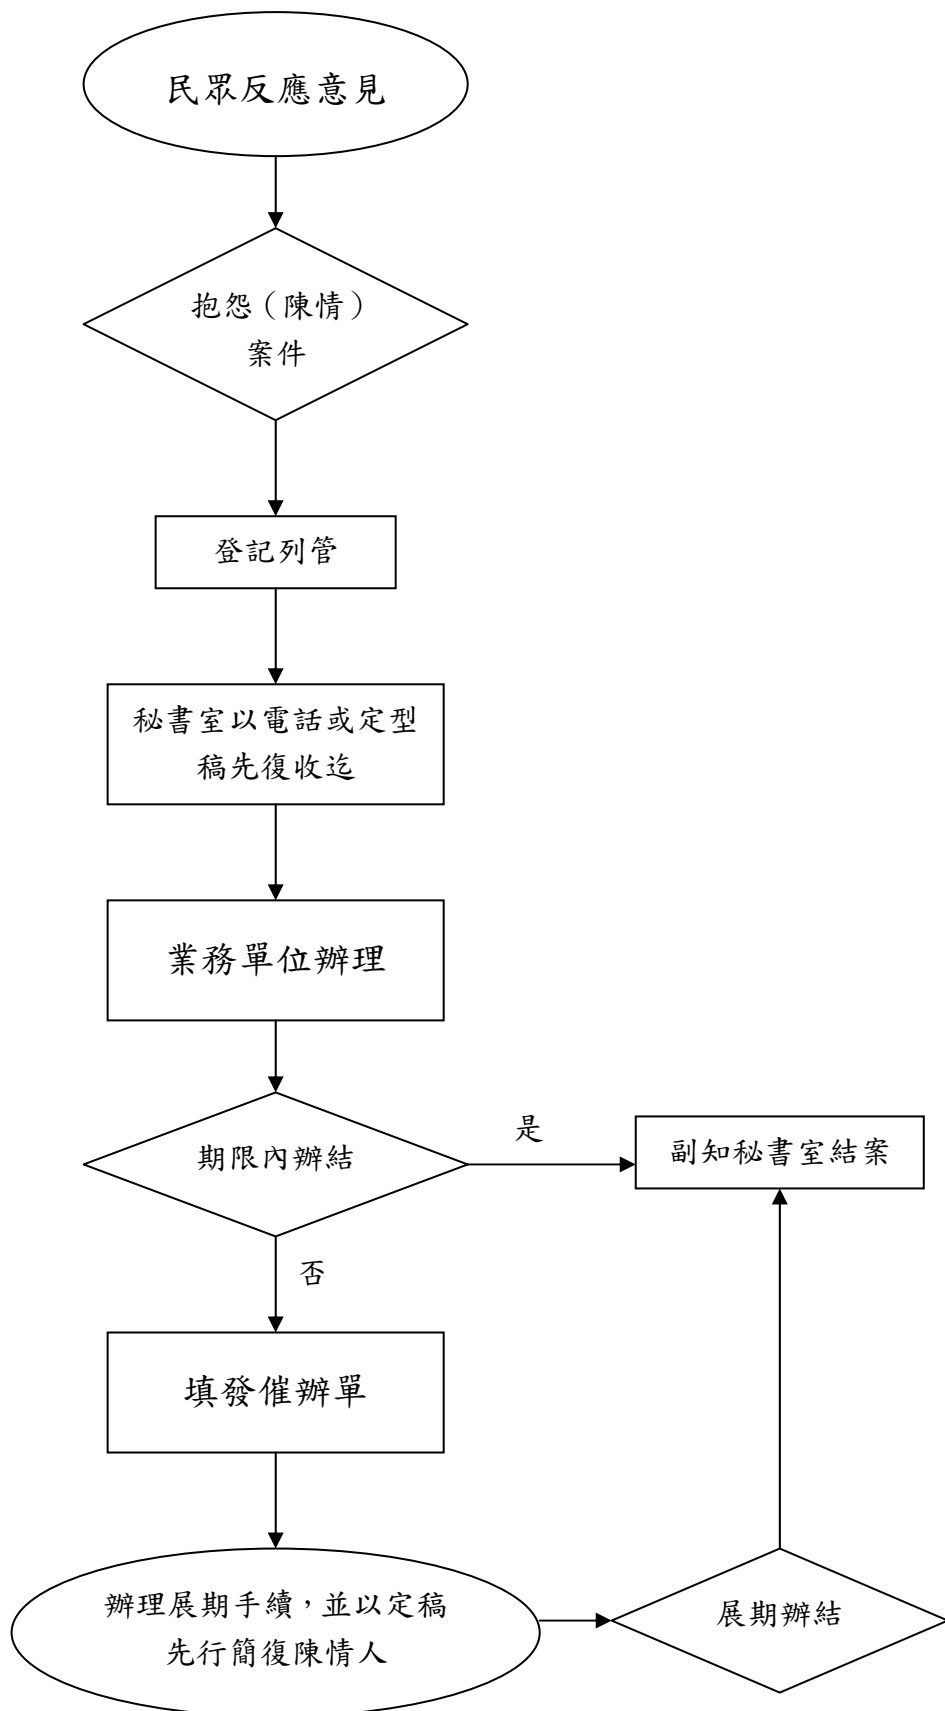 民眾反應意見
抱怨（陳情）
案件
登記列管
秘書室以電話或定型
稿先復收迄
業務單位辦理
期限內辦結
是
副知秘書室結案
否
填發催辦單
辦理展期手續，並以定稿
先行簡復陳情人
展期辦結